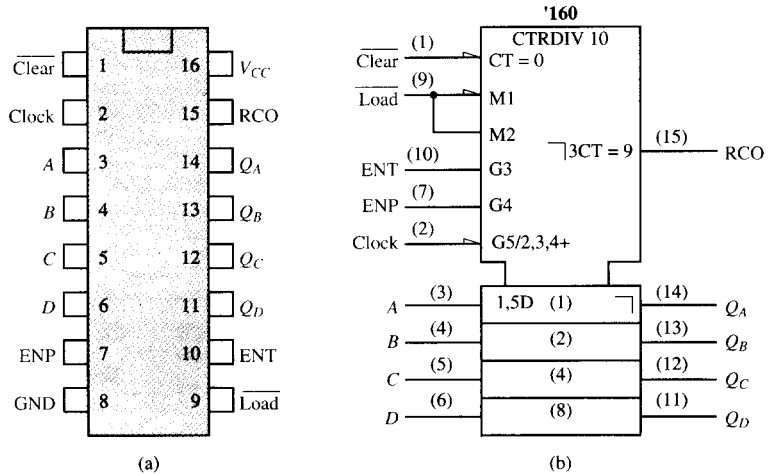 Clear 1 16 VCC
Clock 2 15 RCO
A 3 14 QA
B 4 13 QB
C 5 12 QC
D 6 11 QD
ENP 7 10 ENT
GND 8 9 Load
(a)
'160
CTRDIV 10
Clear (1) CT = 0
Load (9) M1
M2
3CT = 9 (15) RCO
ENT (10) G3
ENP (7) G4
Clock (2) G5/2,3,4+
A (3) 1,5D (1) (14) QA
B (4) (2) (13) QB
C (5) (4) (12) QC
D (6) (8) (11) QD
(b)